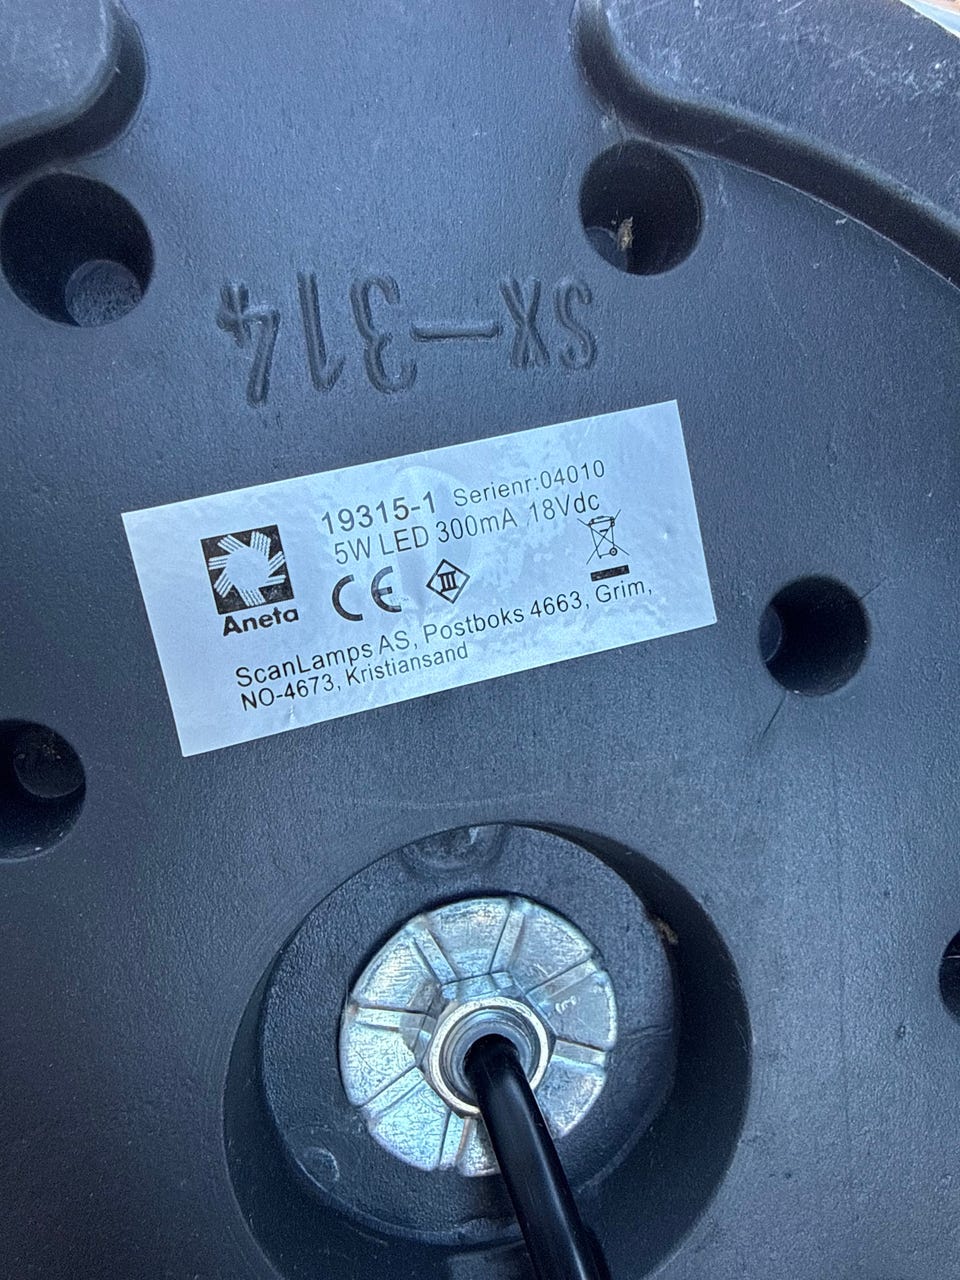 SX-314
19315-1 Serienr:04010
5W LED 300mA 18Vdc
CE III
Aneta
ScanLamps AS, Postboks 4663, Grim,
NO-4673, Kristiansand